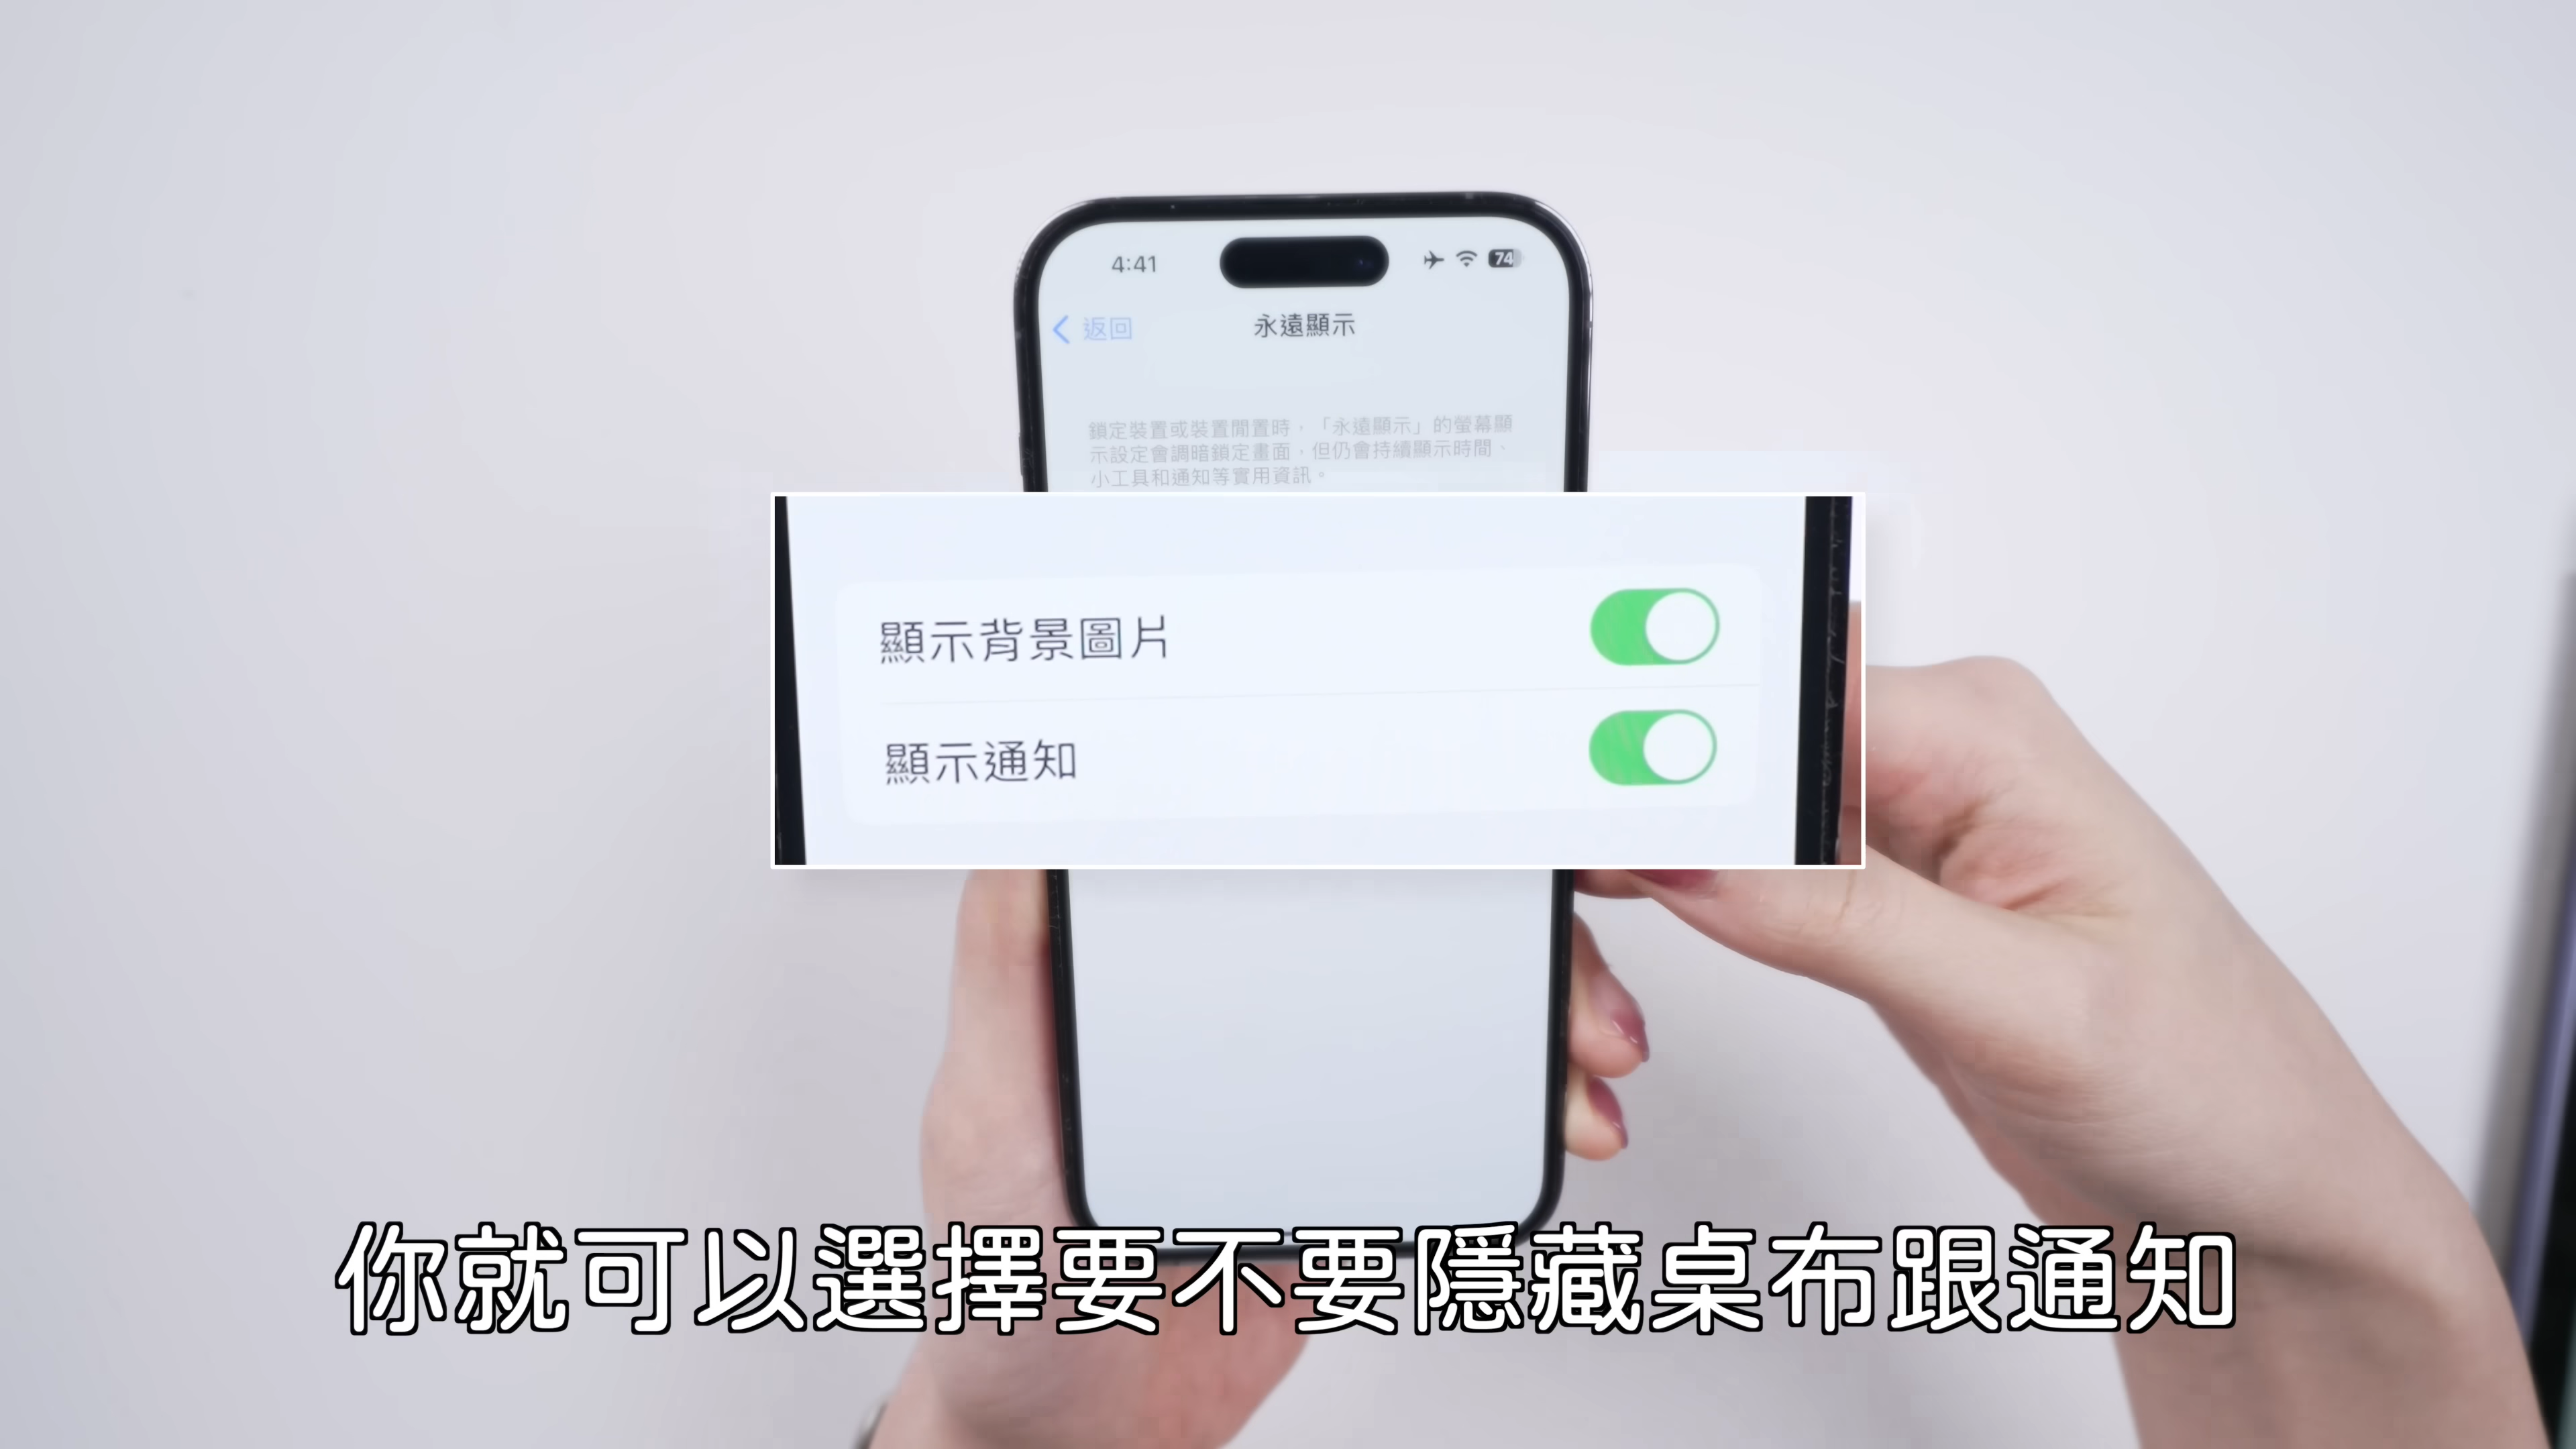 4:41
74
返回
永遠顯示
鎖定裝置或裝置閒置時，「永遠顯示」的螢幕顯
示設定會調暗鎖定畫面，但仍會持續顯示時間、
小工具和通知等實用資訊。
顯示背景圖片
顯示通知
你就可以選擇要不要隱藏桌布跟通知